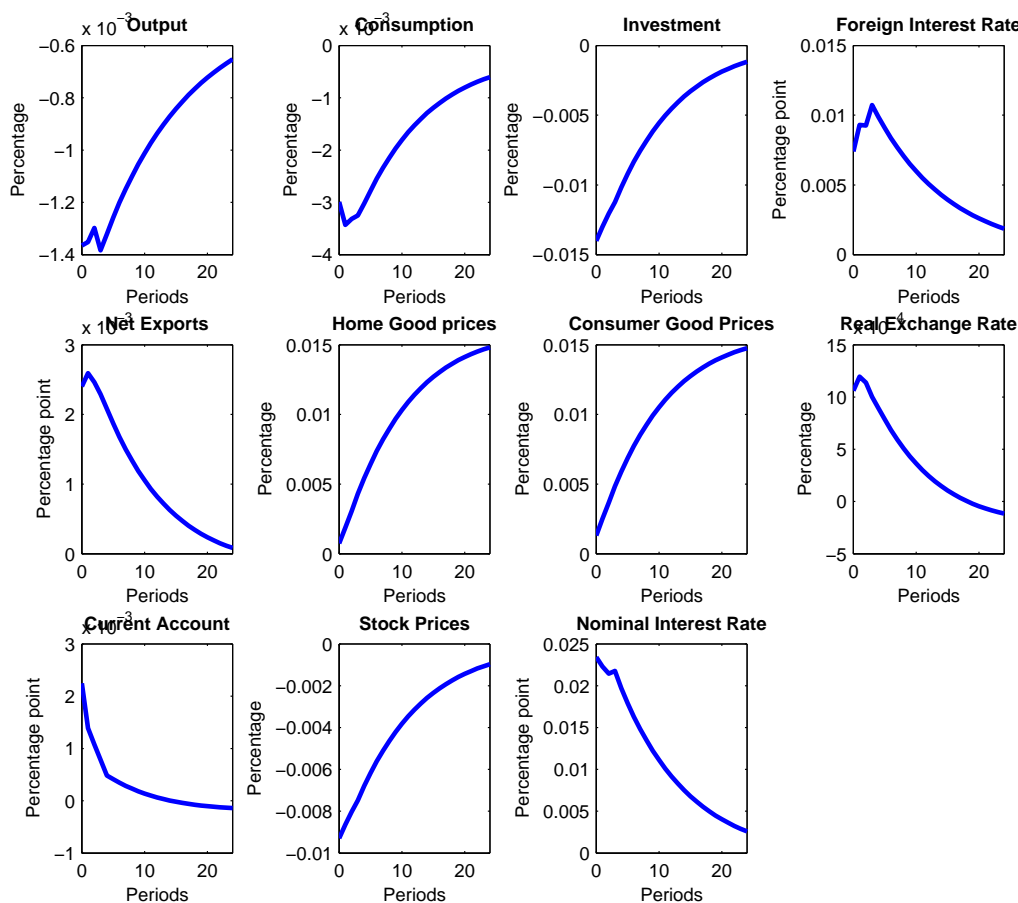 x 10⁻³
Output
−0.6
−0.8
−1
−1.2
−1.4
0
10
20
Percentage
Periods
x 10⁻³
Consumption
0
−1
−2
−3
−4
0
10
20
Percentage
Periods
Investment
0
−0.005
−0.01
−0.015
0
10
20
Percentage
Periods
Foreign Interest Rate
0.015
0.01
0.005
0
0
10
20
Percentage point
Periods
x 10⁻³
Net Exports
3
2
1
0
0
10
20
Percentage point
Periods
Home Good prices
0.015
0.01
0.005
0
0
10
20
Percentage
Periods
Consumer Good Prices
0.015
0.01
0.005
0
0
10
20
Percentage
Periods
x 10⁻⁴
Real Exchange Rate
15
10
5
0
−5
0
10
20
Percentage
Periods
x 10⁻³
Current Account
3
2
1
0
−1
0
10
20
Percentage point
Periods
Stock Prices
0
−0.002
−0.004
−0.006
−0.008
−0.01
0
10
20
Percentage
Periods
Nominal Interest Rate
0.025
0.02
0.015
0.01
0.005
0
0
10
20
Percentage point
Periods